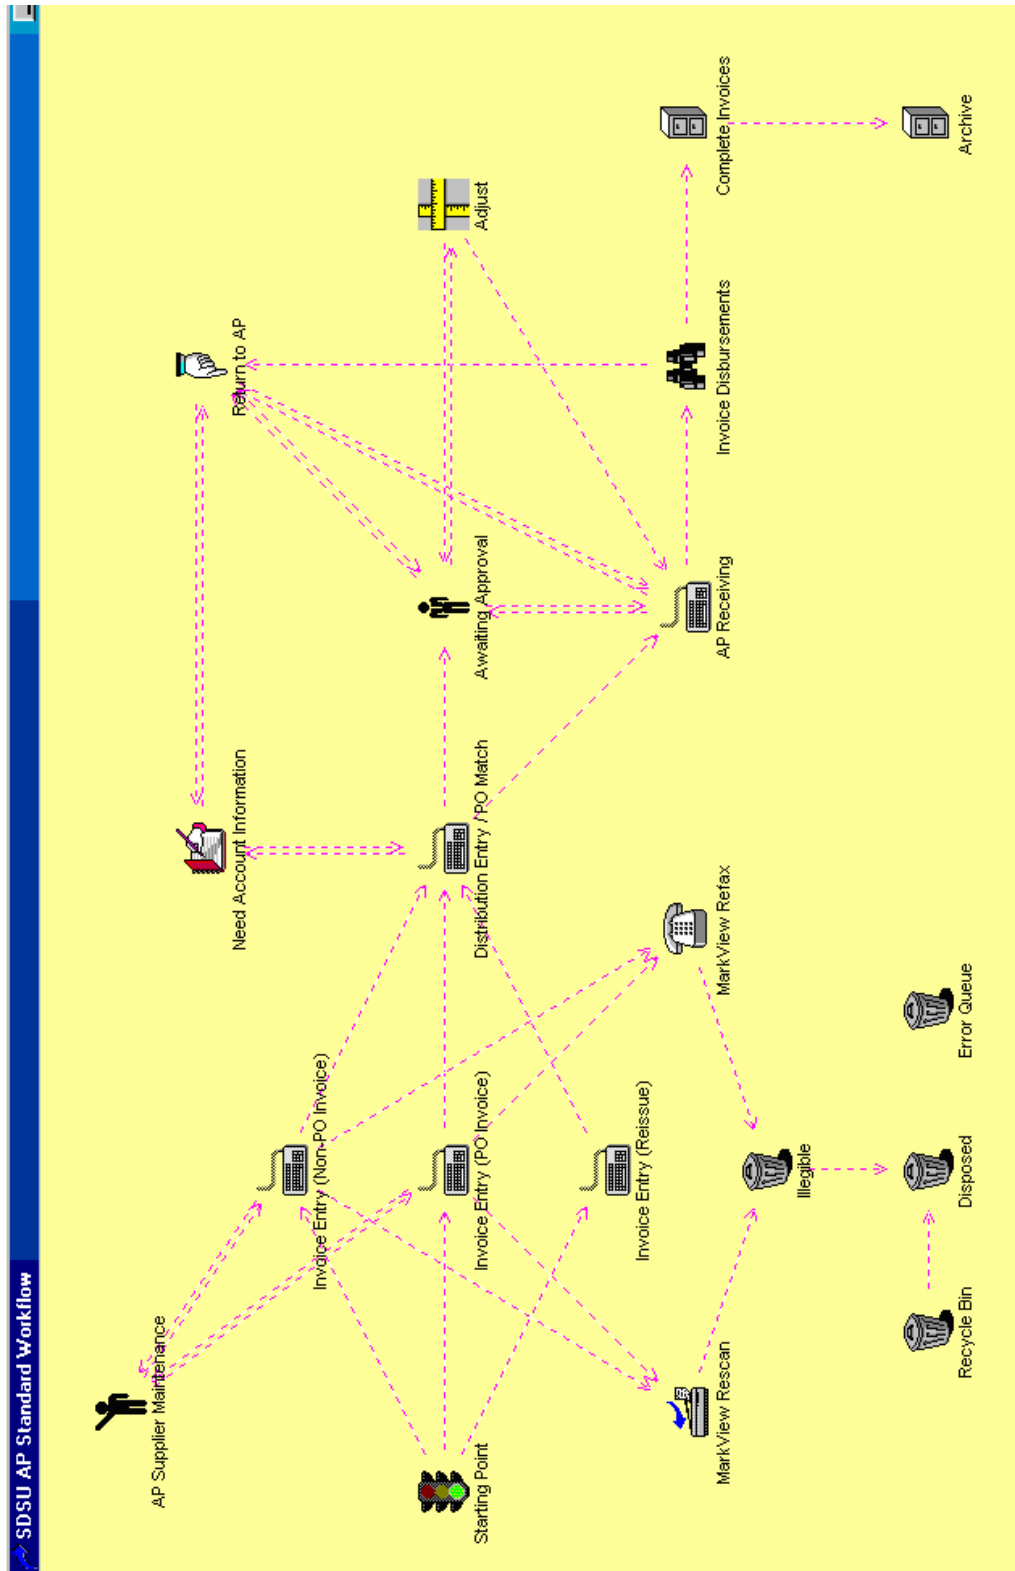 SDSU AP Standard Workflow
AP Supplier Maintenance
Need Account Information
Return to AP
Invoice Entry (Non-PO Invoice)
Starting Point
Invoice Entry (PO Invoice)
Distribution Entry / PO Match
Awaiting Approval
Adjust
Invoice Entry (Reissue)
MarkView Rescan
MarkView Refax
AP Receiving
Invoice Disbursements
Complete Invoices
Illegible
Recycle Bin
Disposed
Error Queue
Archive